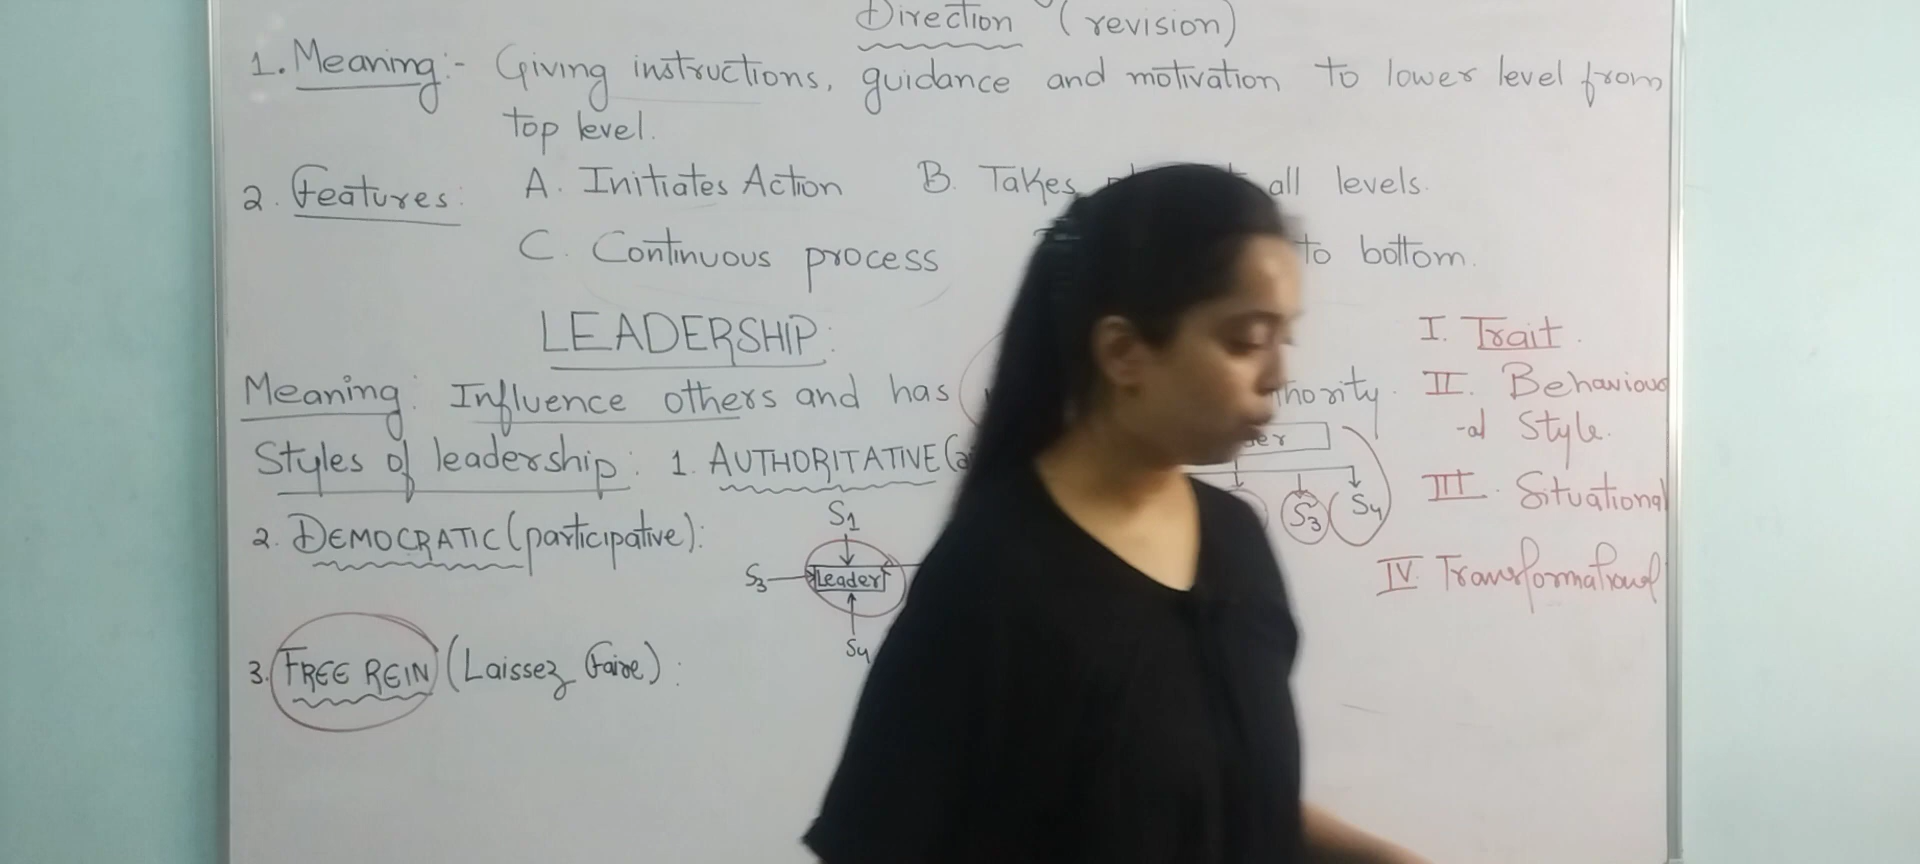 Direction (revision)
1. Meaning:- Giving instructions, guidance and motivation to lower level from
top level.
2. Features: A. Initiates Action B. Takes all levels.
C. Continuous process to bottom.
LEADERSHIP:
Meaning: Influence others and has
Styles of leadership: 1. AUTHORITATIVE
S3 S4
2. DEMOCRATIC (participative):
S1
S3 Leader
S4
3. FREE REIN (Laissez Faire):
I. Trait.
II. Behaviour
-al Style.
III. Situational
IV. Transformational